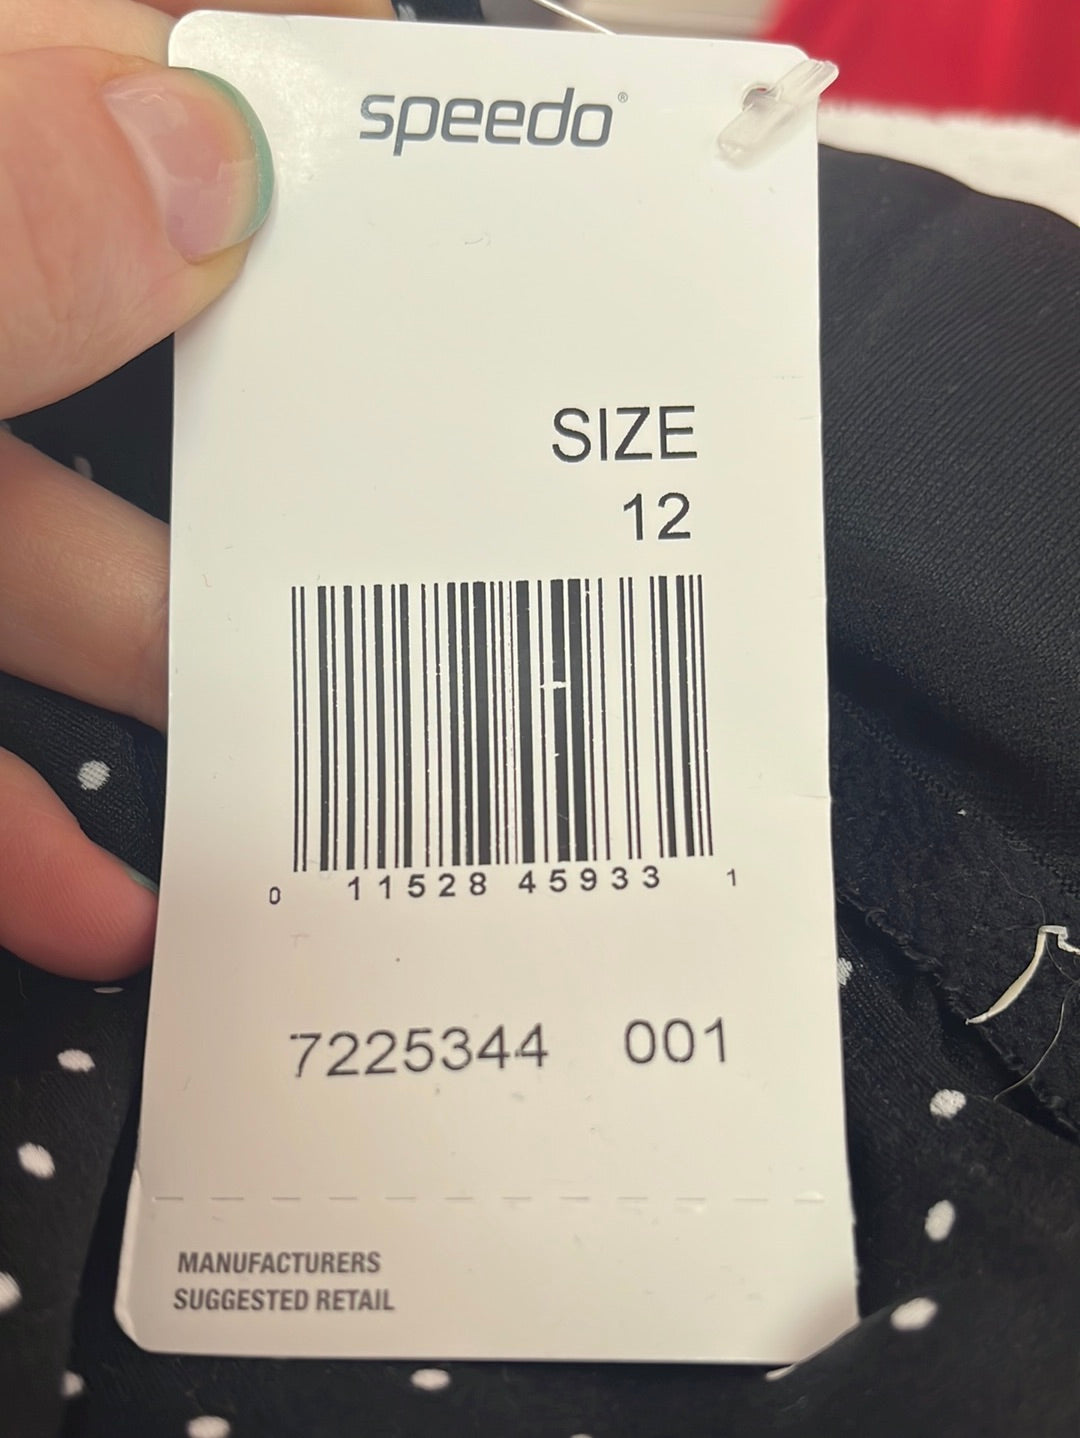 speedo®
SIZE
12
0 11528 45933 1
7225344 001
MANUFACTURERS
SUGGESTED RETAIL